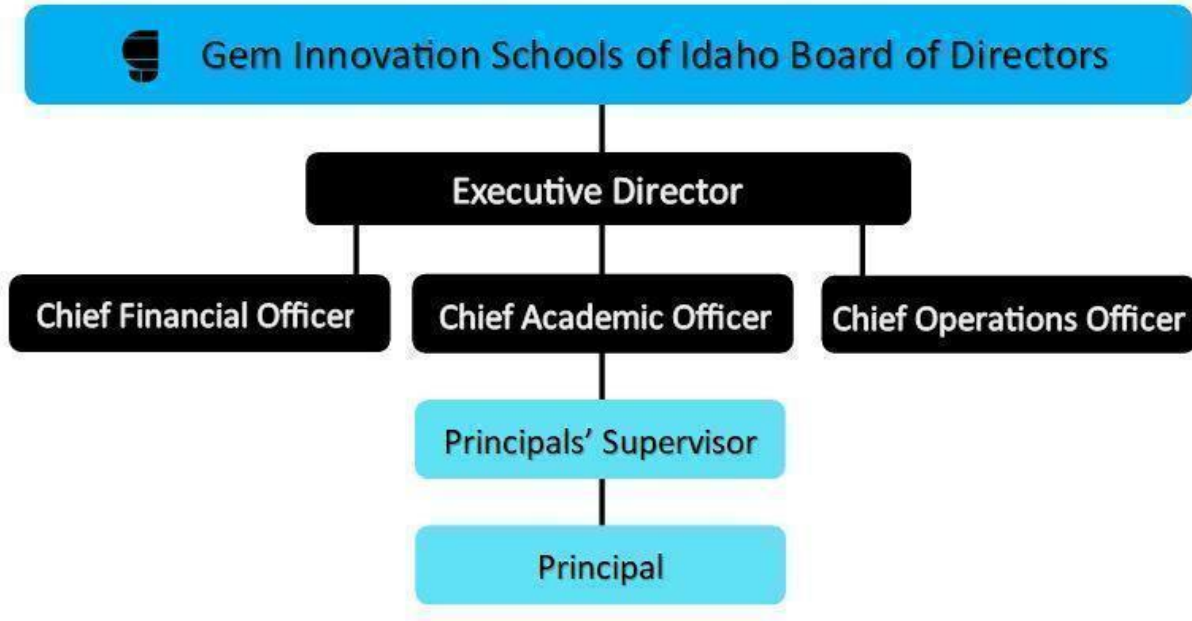 Gem Innovation Schools of Idaho Board of Directors
Executive Director
Chief Financial Officer
Chief Academic Officer
Chief Operations Officer
Principals’ Supervisor
Principal